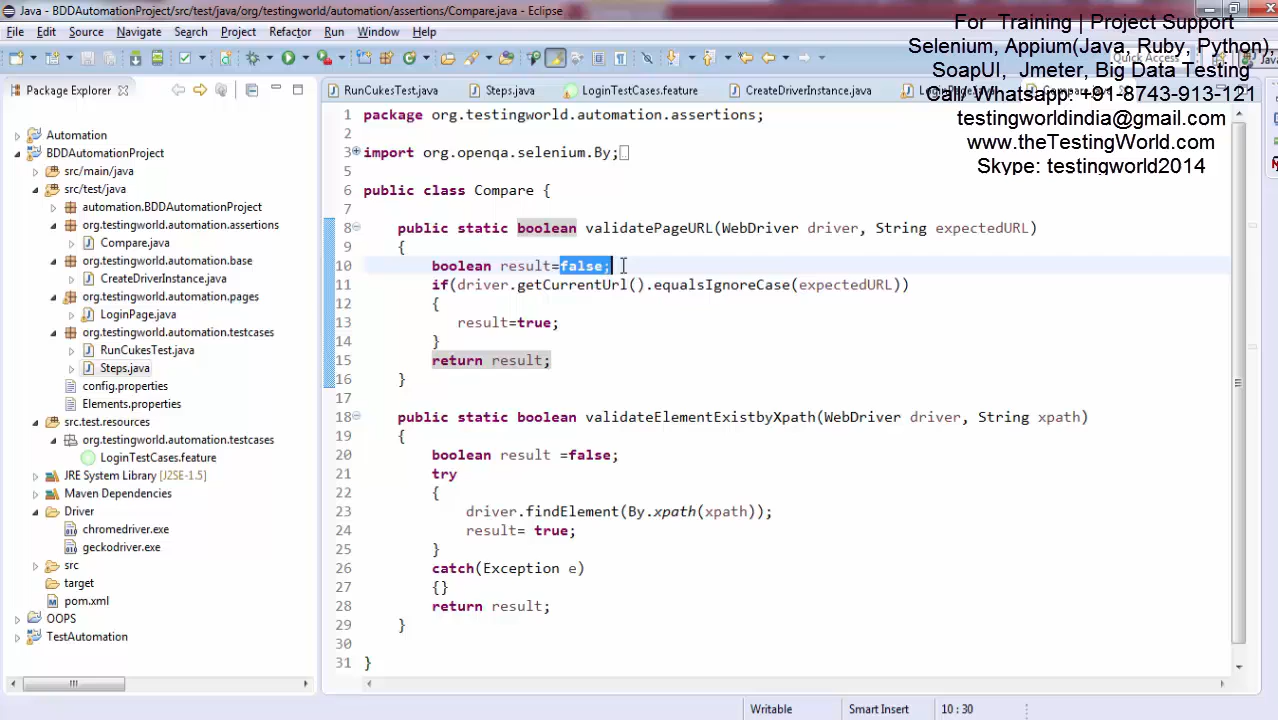 Java - BDDAutomationProject/src/test/java/org/testingworld/automation/assertions/Compare.java - Eclipse
File Edit Source Navigate Search Project Refactor Run Window Help
For Training | Project Support
Selenium, Appium(Java, Ruby, Python),
SoapUI, Jmeter, Big Data Testing
Call/ Whatsapp: +91-8743-913-121
testingworldindia@gmail.com
www.theTestingWorld.com
Skype: testingworld2014
Quick Access
Package Explorer
RunCukesTest.java Steps.java LoginTestCases.feature CreateDriverInstance.java
Automation
BDDAutomationProject
src/main/java
src/test/java
automation.BDDAutomationProject
org.testingworld.automation.assertions
Compare.java
org.testingworld.automation.base
CreateDriverInstance.java
org.testingworld.automation.pages
LoginPage.java
org.testingworld.automation.testcases
RunCukesTest.java
Steps.java
config.properties
Elements.properties
src.test.resources
org.testingworld.automation.testcases
LoginTestCases.feature
JRE System Library [J2SE-1.5]
Maven Dependencies
Driver
chromedriver.exe
geckodriver.exe
src
target
pom.xml
OOPS
TestAutomation
1 package org.testingworld.automation.assertions;
2
3 import org.openqa.selenium.By;
5
6 public class Compare {
7
8 public static boolean validatePageURL(WebDriver driver, String expectedURL)
9 {
10 boolean result=false;
11 if(driver.getCurrentUrl().equalsIgnoreCase(expectedURL))
12 {
13 result=true;
14 }
15 return result;
16 }
17
18 public static boolean validateElementExistbyXpath(WebDriver driver, String xpath)
19 {
20 boolean result =false;
21 try
22 {
23 driver.findElement(By.xpath(xpath));
24 result= true;
25 }
26 catch(Exception e)
27 {}
28 return result;
29 }
30
31 }
Writable Smart Insert 10 : 30